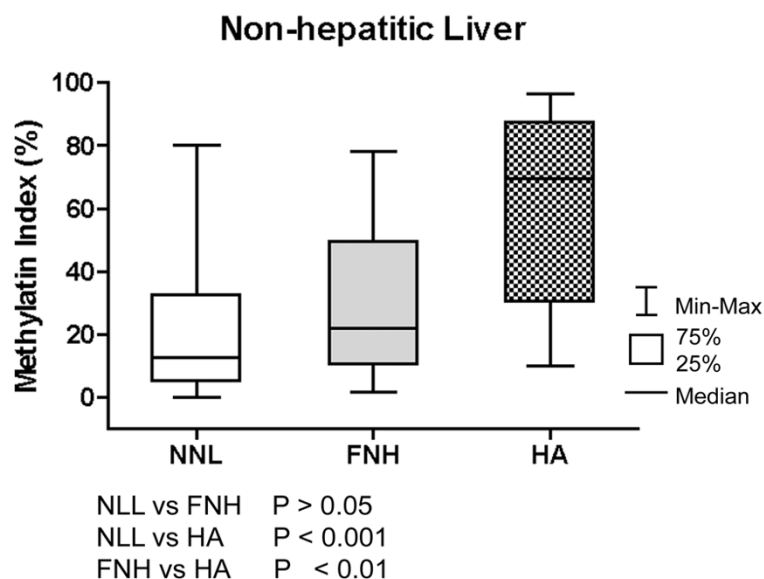 Non-hepatitic Liver
Methylatin Index (%)
100
80
60
40
20
0
NNL FNH HA
Min-Max
75%
25%
Median
NLL vs FNH P > 0.05
NLL vs HA P < 0.001
FNH vs HA P < 0.01